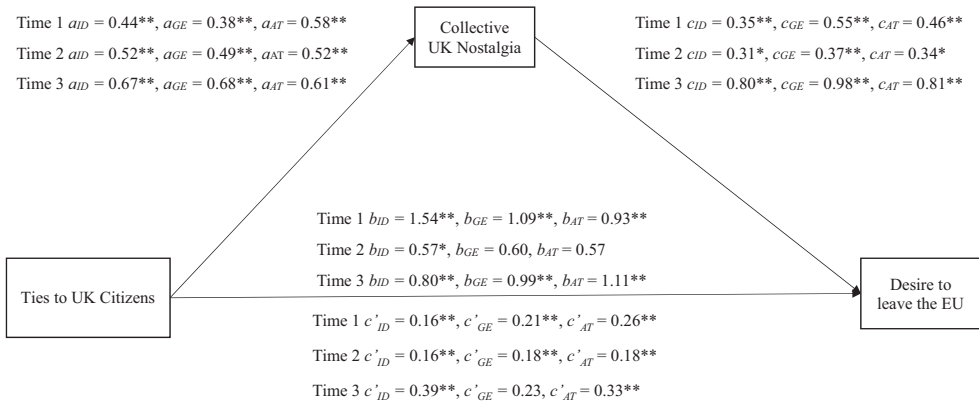 Time 1 aID = 0.44**, aGE = 0.38**, aAT = 0.58**
Time 2 aID = 0.52**, aGE = 0.49**, aAT = 0.52**
Time 3 aID = 0.67**, aGE = 0.68**, aAT = 0.61**
Collective
UK Nostalgia
Time 1 cID = 0.35**, cGE = 0.55**, cAT = 0.46**
Time 2 cID = 0.31*, cGE = 0.37**, cAT = 0.34*
Time 3 cID = 0.80**, cGE = 0.98**, cAT = 0.81**
Time 1 bID = 1.54**, bGE = 1.09**, bAT = 0.93**
Time 2 bID = 0.57*, bGE = 0.60, bAT = 0.57
Time 3 bID = 0.80**, bGE = 0.99**, bAT = 1.11**
Ties to UK Citizens
Desire to
leave the EU
Time 1 c’ID = 0.16**, c’GE = 0.21**, c’AT = 0.26**
Time 2 c’ID = 0.16**, c’GE = 0.18**, c’AT = 0.18**
Time 3 c’ID = 0.39**, c’GE = 0.23, c’AT = 0.33**